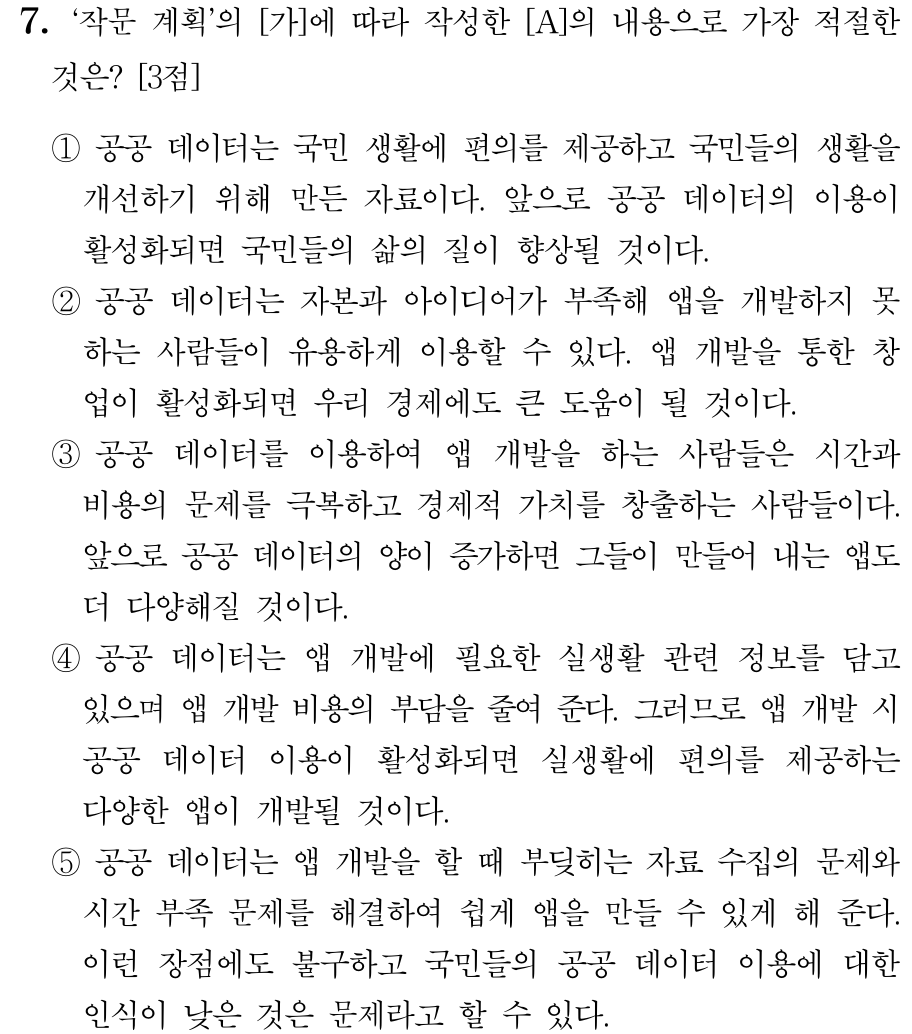 7. ‘작문 계획’의 [가]에 따라 작성한 [A]의 내용으로 가장 적절한
것은? [3점]
① 공공 데이터는 국민 생활에 편의를 제공하고 국민들의 생활을
개선하기 위해 만든 자료이다. 앞으로 공공 데이터의 이용이
활성화되면 국민들의 삶의 질이 향상될 것이다.
② 공공 데이터는 자본과 아이디어가 부족해 앱을 개발하지 못
하는 사람들이 유용하게 이용할 수 있다. 앱 개발을 통한 창
업이 활성화되면 우리 경제에도 큰 도움이 될 것이다.
③ 공공 데이터를 이용하여 앱 개발을 하는 사람들은 시간과
비용의 문제를 극복하고 경제적 가치를 창출하는 사람들이다.
앞으로 공공 데이터의 양이 증가하면 그들이 만들어 내는 앱도
더 다양해질 것이다.
④ 공공 데이터는 앱 개발에 필요한 실생활 관련 정보를 담고
있으며 앱 개발 비용의 부담을 줄여 준다. 그러므로 앱 개발 시
공공 데이터 이용이 활성화되면 실생활에 편의를 제공하는
다양한 앱이 개발될 것이다.
⑤ 공공 데이터는 앱 개발을 할 때 부딪히는 자료 수집의 문제와
시간 부족 문제를 해결하여 쉽게 앱을 만들 수 있게 해 준다.
이런 장점에도 불구하고 국민들의 공공 데이터 이용에 대한
인식이 낮은 것은 문제라고 할 수 있다.